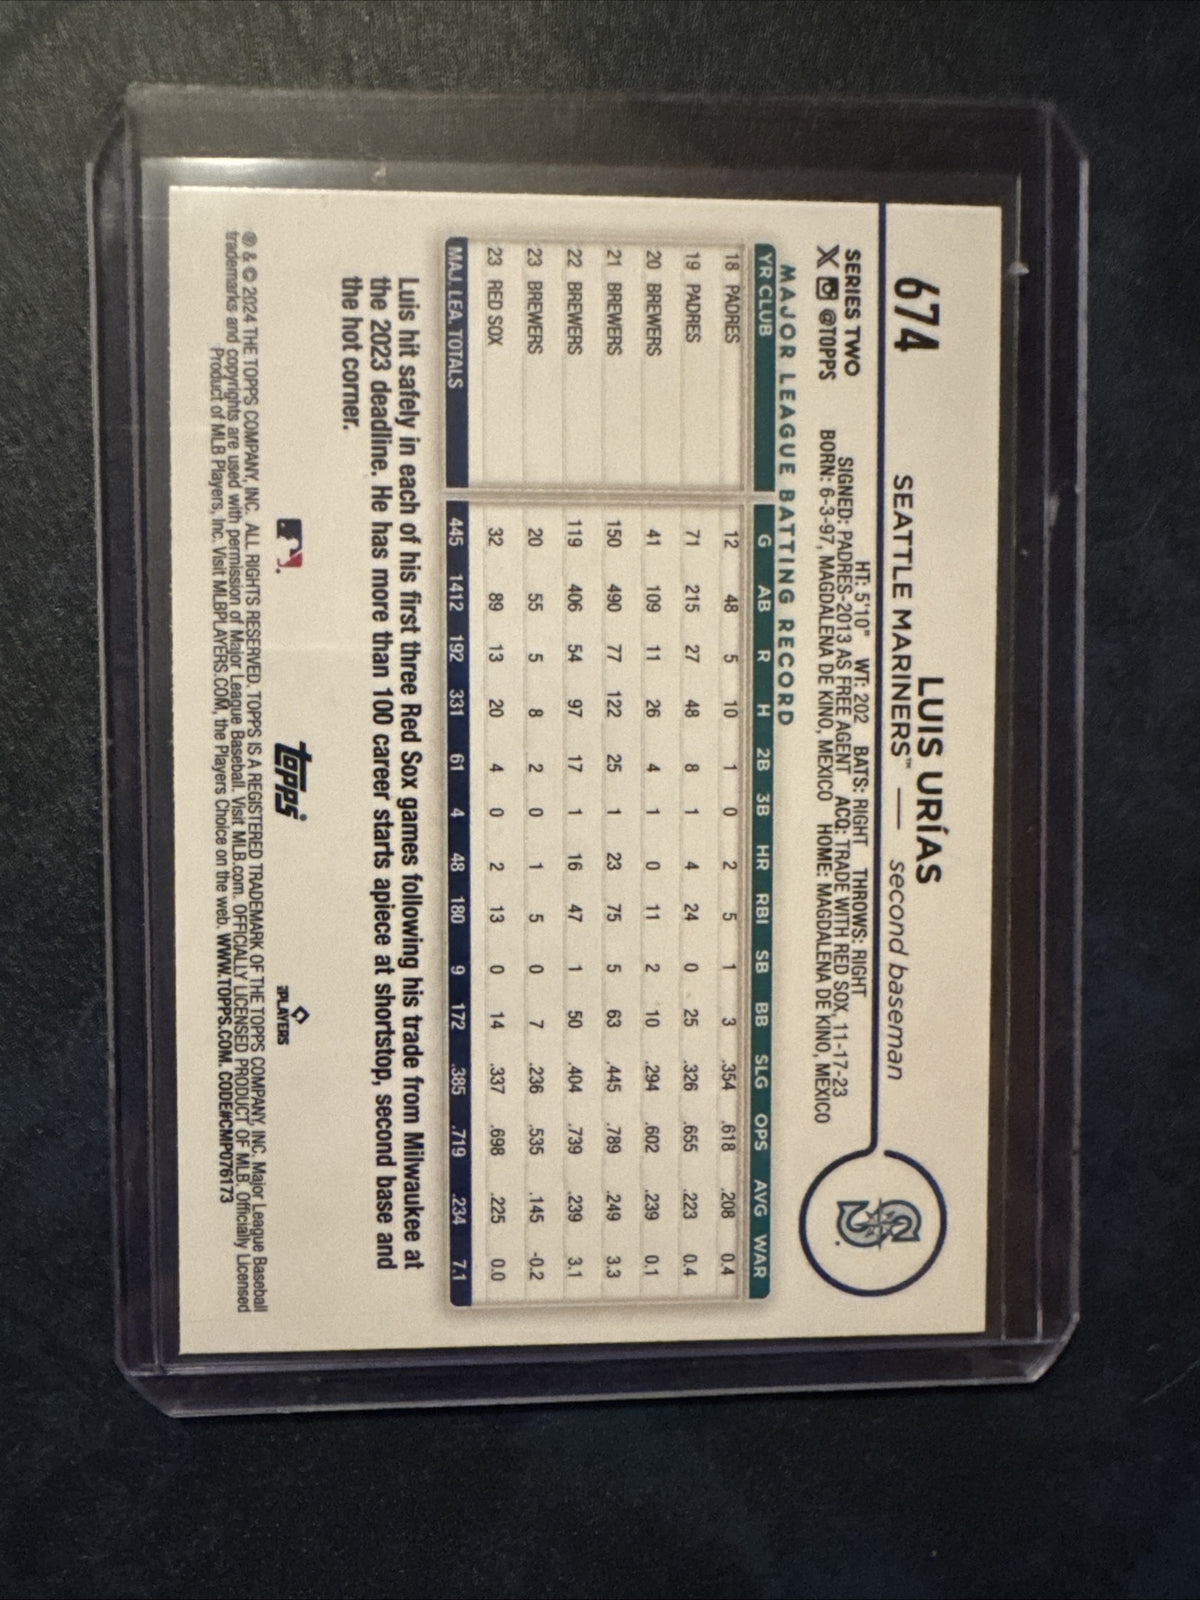 674
LUIS URÍAS
SEATTLE MARINERS™ — second baseman
SERIES TWO
X @TOPPS
HT: 5'10" WT: 202 BATS: RIGHT THROWS: RIGHT
SIGNED: PADRES-2013 AS FREE AGENT ACQ: TRADE WITH RED SOX, 11-17-23
BORN: 6-3-97, MAGDALENA DE KINO, MEXICO HOME: MAGDALENA DE KINO, MEXICO
S
MAJOR LEAGUE BATTING RECORD
YR CLUB G AB R H 2B 3B HR RBI SB BB SLG OPS AVG WAR
18 PADRES 12 48 5 10 1 0 2 5 1 3 .354 .618 .208 0.4
19 PADRES 71 215 27 48 8 1 4 24 0 25 .326 .655 .223 0.4
20 BREWERS 41 109 11 26 4 1 0 11 2 10 .294 .602 .239 0.1
21 BREWERS 150 490 77 122 25 1 23 75 5 63 .445 .789 .249 3.3
22 BREWERS 119 406 54 97 17 1 16 47 1 50 .404 .739 .239 3.1
23 BREWERS 20 55 5 8 2 0 1 5 0 7 .236 .535 .145 -0.2
23 RED SOX 32 89 13 20 4 0 2 13 0 14 .337 .698 .225 0.0
MAJ. LEA. TOTALS 445 1412 192 331 61 4 48 180 9 172 .385 .719 .234 7.1
Luis hit safely in each of his first three Red Sox games following his trade from Milwaukee at
the 2023 deadline. He has more than 100 career starts apiece at shortstop, second base and
the hot corner.
topps
PLAYERS
® & © 2024 THE TOPPS COMPANY, INC. ALL RIGHTS RESERVED. TOPPS IS A REGISTERED TRADEMARK OF THE TOPPS COMPANY, INC. Major League Baseball
trademarks and copyrights are used with permission of Major League Baseball. Visit MLB.com. OFFICIALLY LICENSED PRODUCT OF MLB. Officially Licensed
Product of MLB Players, Inc. Visit MLBPLAYERS.COM, the Players Choice on the web. WWW.TOPPS.COM. CODE#CMP076173